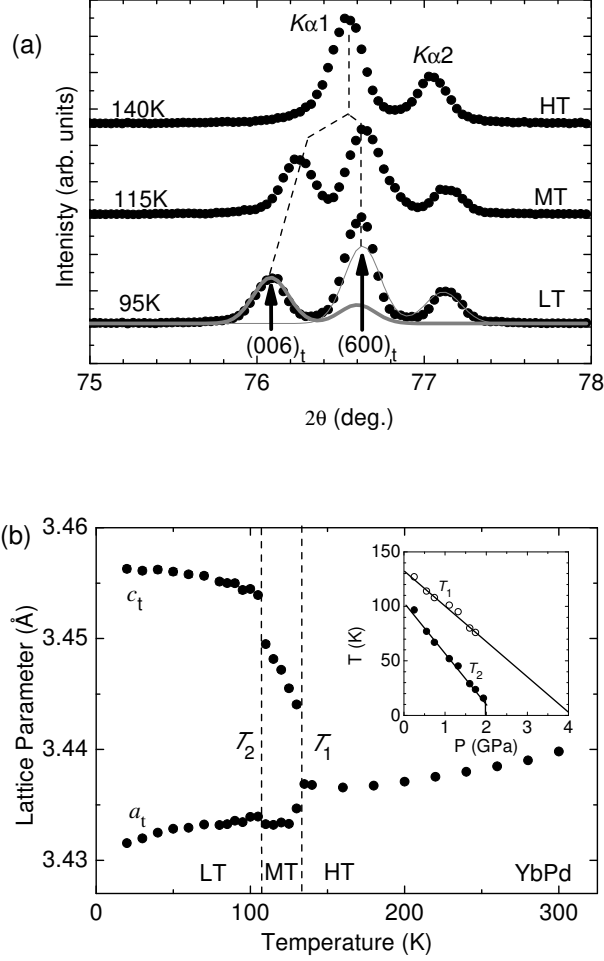 (a)
Kα1
Kα2
140K
HT
115K
MT
95K
LT
(006)t
(600)t
Intenisty (arb. units)
75 76 77 78
2θ (deg.)
(b)
3.46
3.45
3.44
3.43
Lattice Parameter (Å)
ct
at
T2
T1
LT
MT
HT
YbPd
0 100 200 300
Temperature (K)
150
100
50
0
T (K)
T1
T2
0 1 2 3 4
P (GPa)